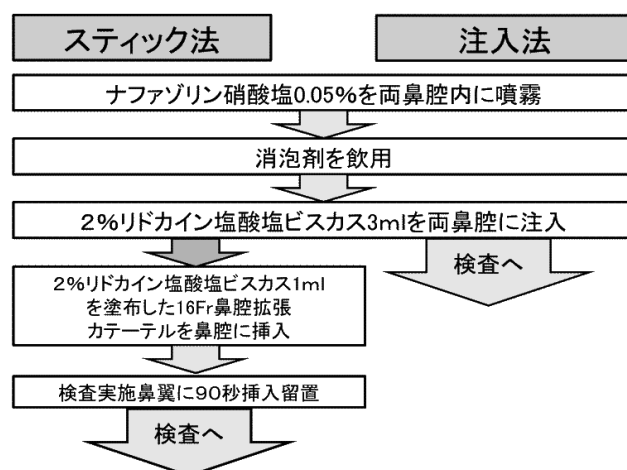 スティック法
注入法
ナファゾリン硝酸塩0.05%を両鼻腔内に噴霧
消泡剤を飲用
2%リドカイン塩酸塩ビスカス3mlを両鼻腔に注入
検査へ
2%リドカイン塩酸塩ビスカス1ml
を塗布した16Fr鼻腔拡張
カテーテルを鼻腔に挿入
検査実施鼻翼に90秒挿入留置
検査へ